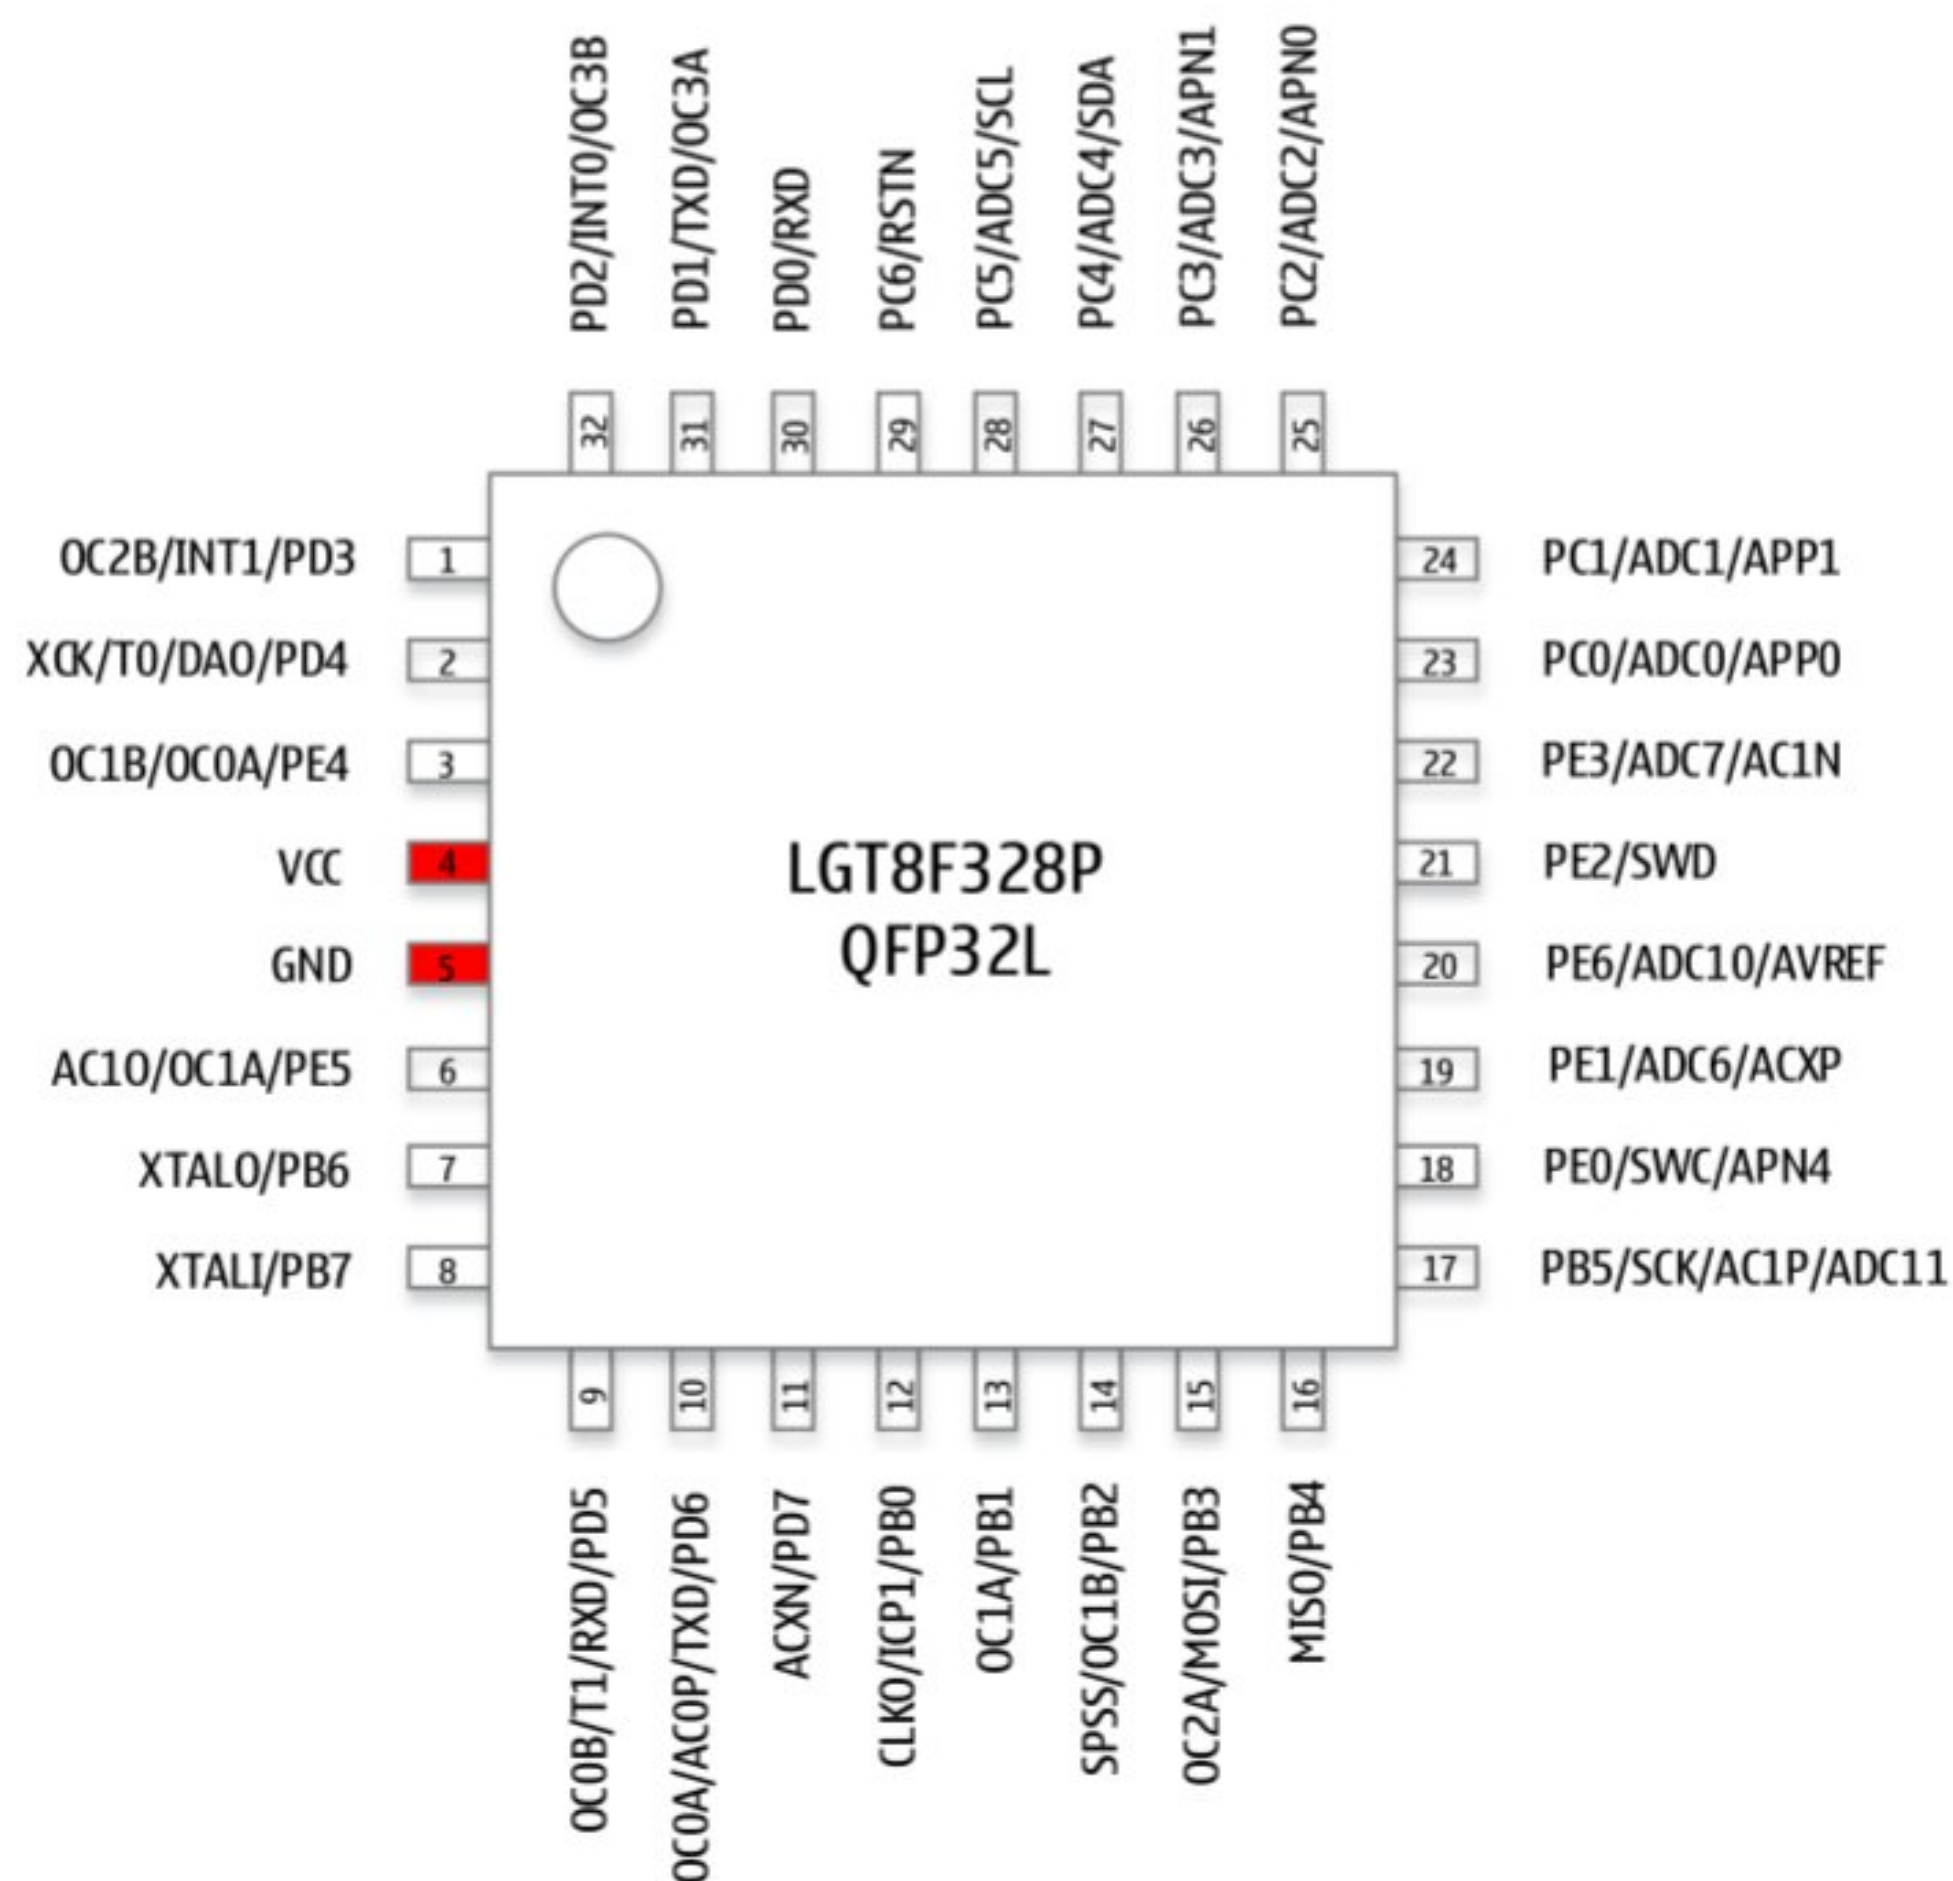 PD2/INT0/OC3B
PD1/TXD/OC3A
PD0/RXD
PC6/RSTN
PC5/ADC5/SCL
PC4/ADC4/SDA
PC3/ADC3/APN1
PC2/ADC2/APN0
32
31
30
29
28
27
26
25
OC2B/INT1/PD3
1
XCK/T0/DAO/PD4
2
OC1B/OC0A/PE4
3
VCC
4
GND
5
AC1O/OC1A/PE5
6
XTALO/PB6
7
XTALI/PB7
8
LGT8F328P
QFP32L
24
PC1/ADC1/APP1
23
PC0/ADC0/APP0
22
PE3/ADC7/AC1N
21
PE2/SWD
20
PE6/ADC10/AVREF
19
PE1/ADC6/ACXP
18
PE0/SWC/APN4
17
PB5/SCK/AC1P/ADC11
9
10
11
12
13
14
15
16
OC0B/T1/RXD/PD5
OC0A/AC0P/TXD/PD6
ACXN/PD7
CLKO/ICP1/PB0
OC1A/PB1
SPSS/OC1B/PB2
OC2A/MOSI/PB3
MISO/PB4